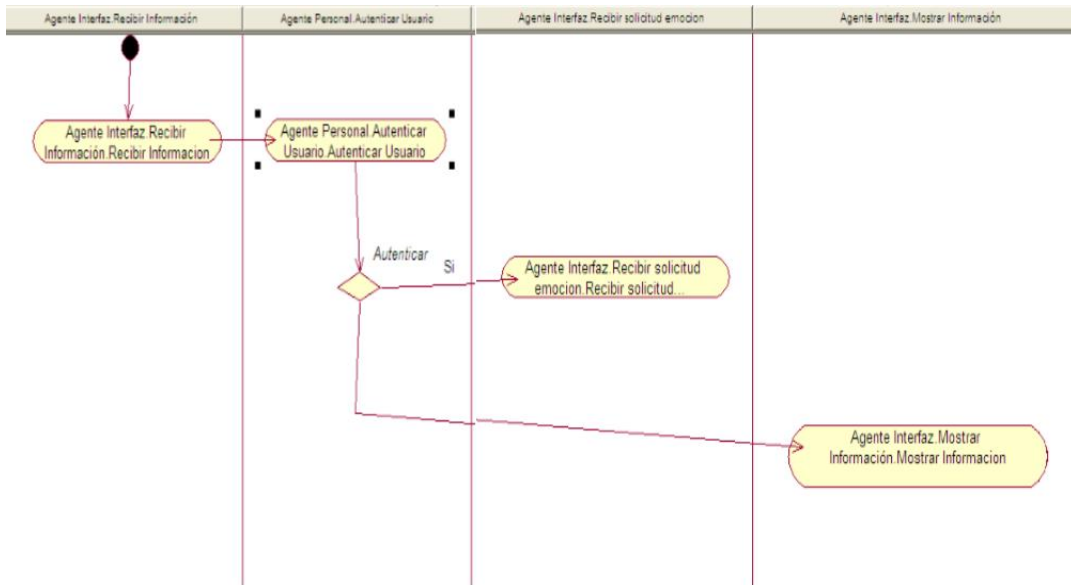 Agente Interfaz.Recibir Información
Agente Personal.Autenticar Usuario
Agente Interfaz.Recibir solicitud emocion
Agente Interfaz.Mostrar Información
Agente Interfaz.Recibir
Información.Recibir Informacion
Agente Personal.Autenticar
Usuario.Autenticar Usuario
Autenticar
Si
Agente Interfaz.Recibir solicitud
emocion.Recibir solicitud...
Agente Interfaz.Mostrar
Información.Mostrar Informacion